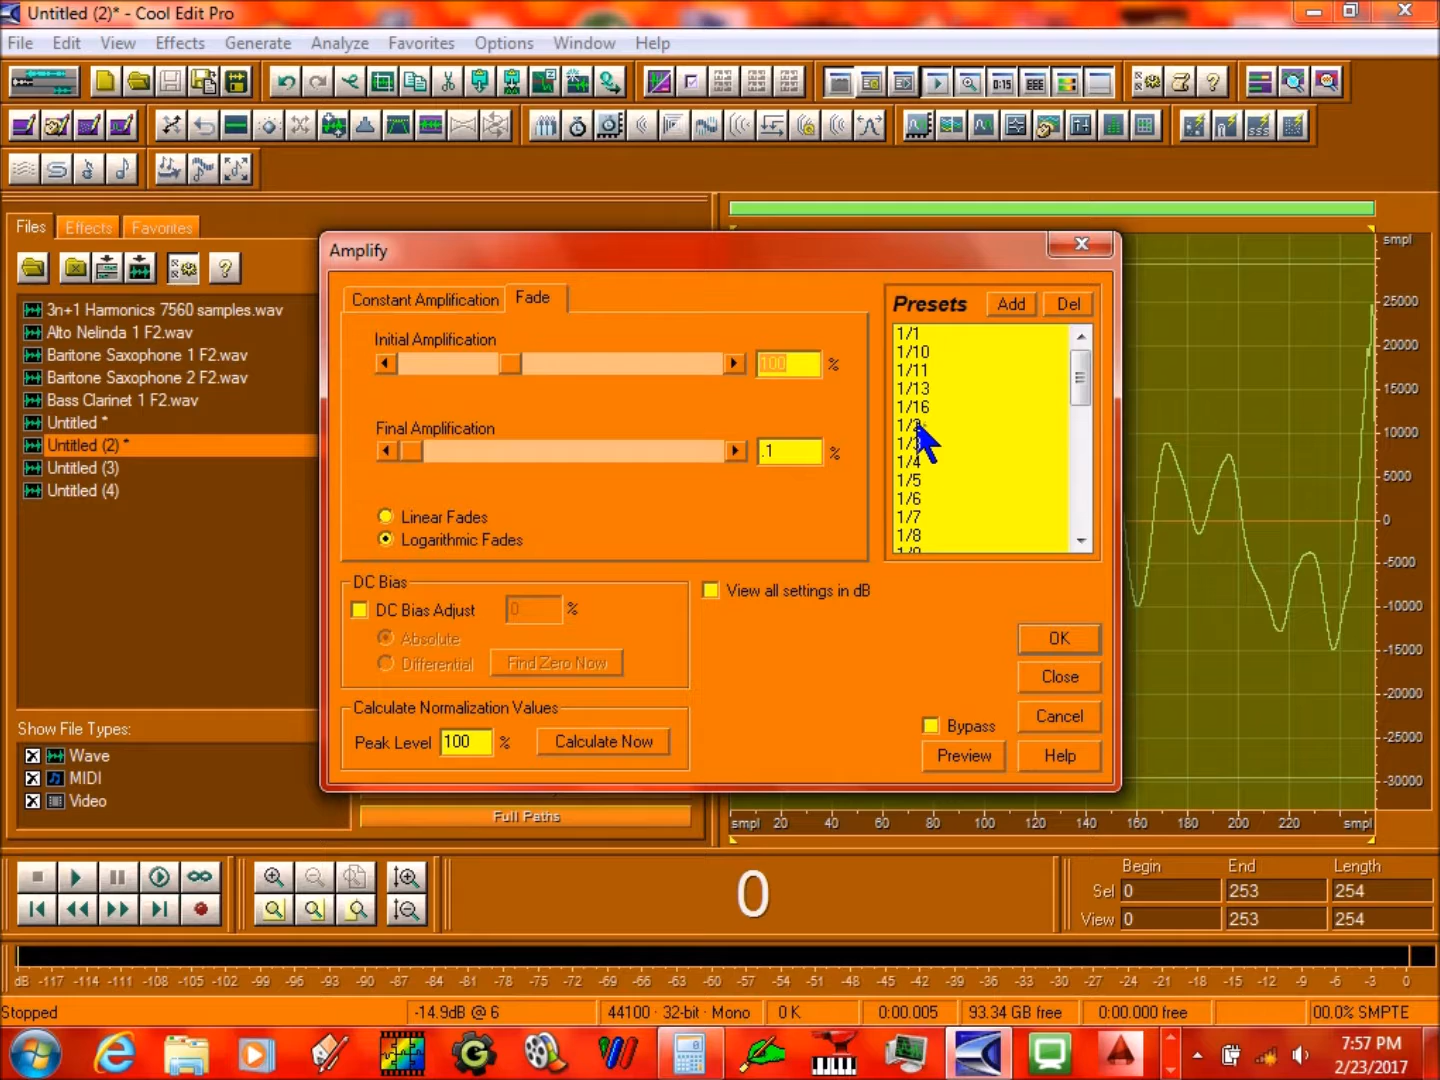 Untitled (2)* - Cool Edit Pro
File Edit View Effects Generate Analyze Favorites Options Window Help
Files Effects Favorites
3n+1 Harmonics 7560 samples.wav
Alto Nelinda 1 F2.wav
Baritone Saxophone 1 F2.wav
Baritone Saxophone 2 F2.wav
Bass Clarinet 1 F2.wav
Untitled *
Untitled (2) *
Untitled (3)
Untitled (4)
Show File Types:
Wave
MIDI
Video
Full Paths
Amplify
Constant Amplification Fade
Initial Amplification
100 %
Final Amplification
.1 %
Linear Fades
Logarithmic Fades
DC Bias
DC Bias Adjust 0 %
Absolute
Differential Find Zero Now
Calculate Normalization Values
Peak Level 100 % Calculate Now
View all settings in dB
Presets Add Del
1/1
1/10
1/11
1/13
1/16
1/2
1/3
1/4
1/5
1/6
1/7
1/8
1/9
OK
Close
Cancel
Bypass
Preview Help
smpl
25000
20000
15000
10000
5000
0
-5000
-10000
-15000
-20000
-25000
-30000
smpl 20 40 60 80 100 120 140 160 180 200 220 smpl
0
Begin End Length
Sel 0 253 254
View 0 253 254
dB -117 -114 -111 -108 -105 -102 -99 -96 -93 -90 -87 -84 -81 -78 -75 -72 -69 -66 -63 -60 -57 -54 -51 -48 -45 -42 -39 -36 -33 -30 -27 -24 -21 -18 -15 -12 -9 -6 -3 0
Stopped -14.9dB @ 6 44100 · 32-bit · Mono 0 K 0:00.005 93.34 GB free 0:00.000 free 00.0% SMPTE
7:57 PM
2/23/2017